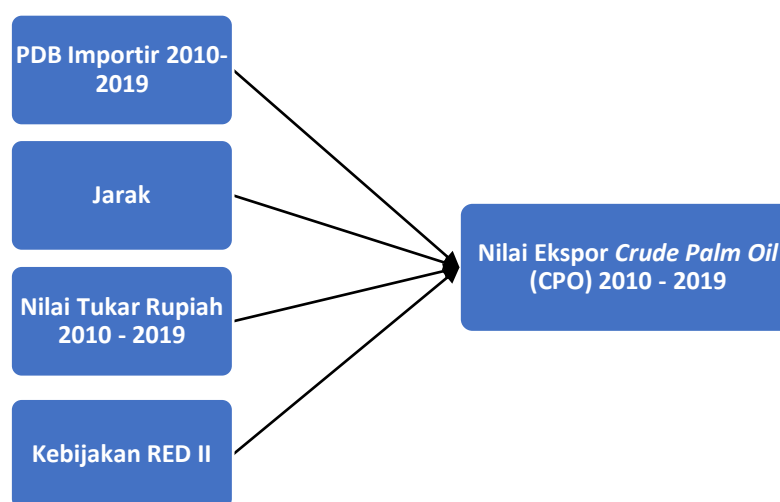 PDB Importir 2010-
2019
Jarak
Nilai Tukar Rupiah
2010 - 2019
Kebijakan RED II
Nilai Ekspor Crude Palm Oil
(CPO) 2010 - 2019